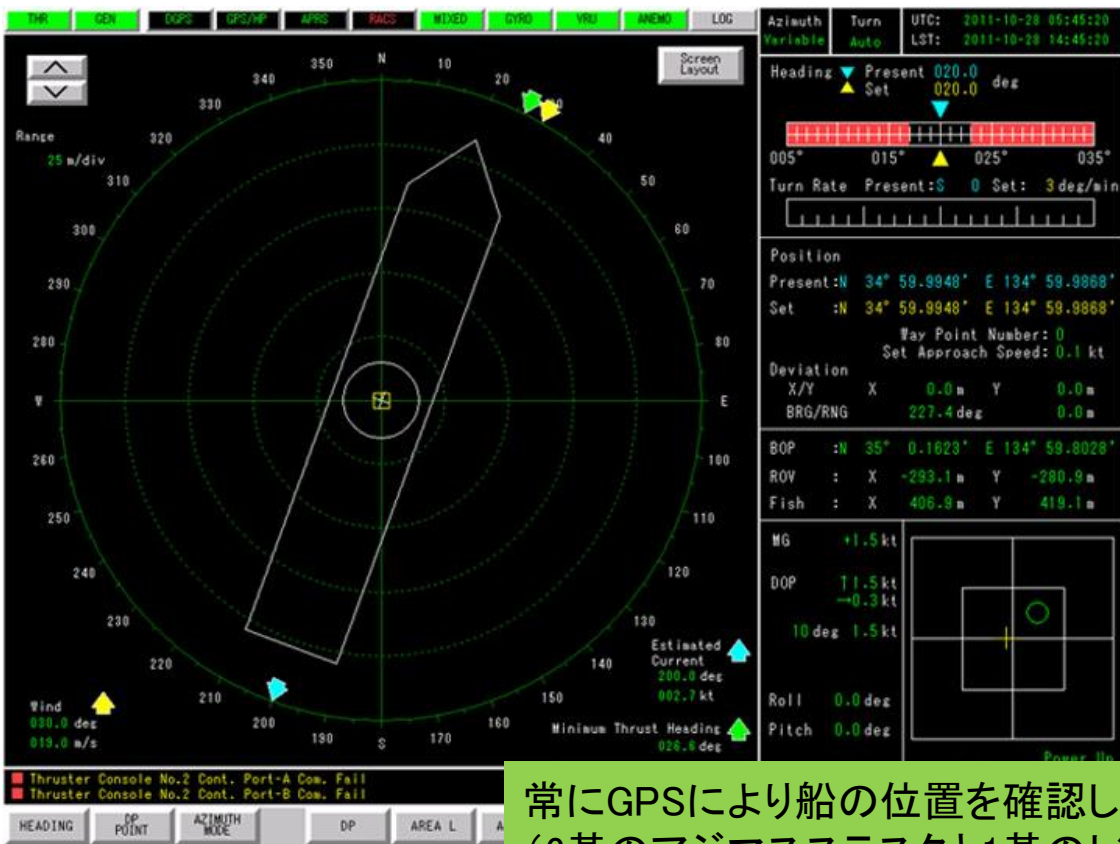 THR GEN DGPS GPS/HP APRS RACS MIXED GYRO VRU ANEMO LOG
Screen Layout
Range
25 m/div
N 10 20 40 50 60 70 80 E 100 110 120 130 140 150 160 170 S 190 200 210 220 230 240 250 260 W 280 290 300 310 320 330 340 350
Wind
030.0 deg
019.0 m/s
Estimated Current
200.0 deg
002.7 kt
Minimum Thrust Heading
026.6 deg
Thruster Console No.2 Cont. Port-A Com. Fail
Thruster Console No.2 Cont. Port-B Com. Fail
HEADING DP POINT AZIMUTH MODE DP AREA L
Azimuth Variable
Turn Auto
UTC: 2011-10-28 05:45:20
LST: 2011-10-28 14:45:20
Heading Present 020.0 deg
Set 020.0
005° 015° 025° 035°
Turn Rate Present:S 0 Set: 3 deg/min
Position
Present:N 34° 59.9948' E 134° 59.9868'
Set :N 34° 59.9948' E 134° 59.9868'
Way Point Number: 0
Set Approach Speed: 0.1 kt
Deviation
X/Y X 0.0 m Y 0.0 m
BRG/RNG 227.4 deg 0.0 m
BOP :N 35° 0.1623' E 134° 59.8028'
ROV : X -293.1 m Y -280.9 m
Fish : X 406.9 m Y 419.1 m
MG +1.5 kt
DOP ↑1.5 kt
→0.3 kt
10 deg 1.5 kt
Roll 0.0 deg
Pitch 0.0 deg
Power Up
常にGPSにより船の位置を確認し